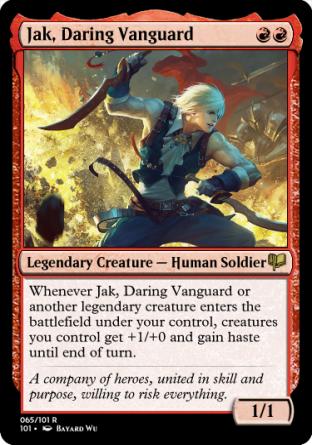 Jak, Daring Vanguard
Legendary Creature — Human Soldier
Whenever Jak, Daring Vanguard or
another legendary creature enters the
battlefield under your control, creatures
you control get +1/+0 and gain haste
until end of turn.
A company of heroes, united in skill and
purpose, willing to risk everything.
1/1
065/101 R
101 • Bayard Wu